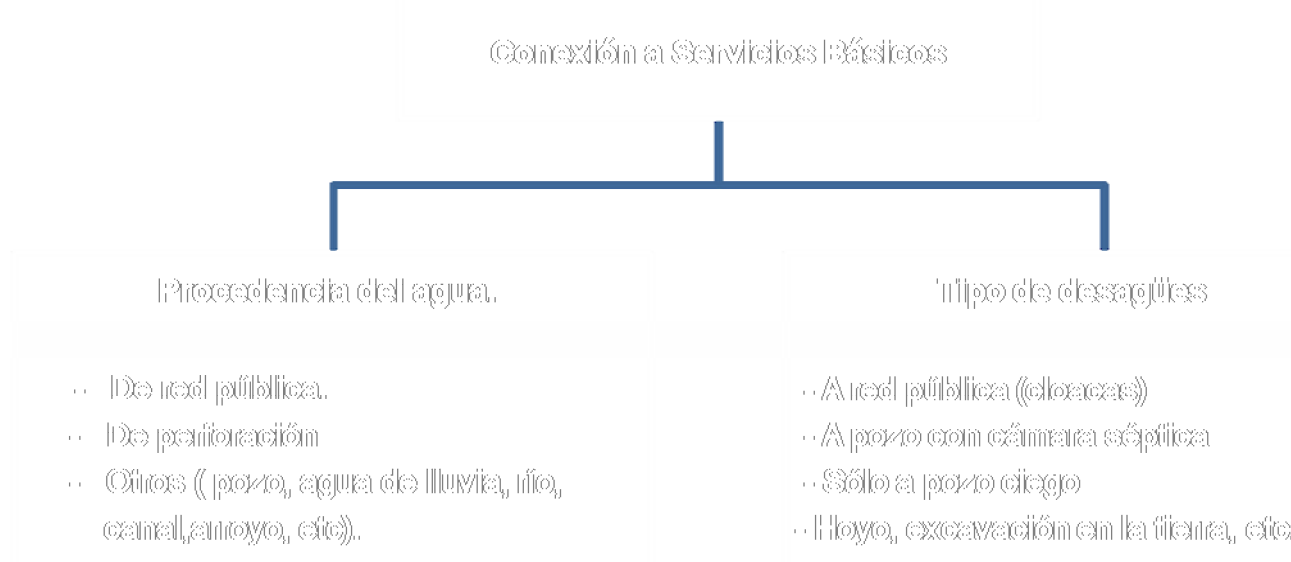 Conexión a Servicios Básicos
Procedencia del agua.
- De red pública.
- De perforación
- Otros ( pozo, agua de lluvia, río,
canal,arroyo, etc).
Tipo de desagües
- A red pública (cloacas)
- A pozo con cámara séptica
- Sólo a pozo ciego
- Hoyo, excavación en la tierra, etc